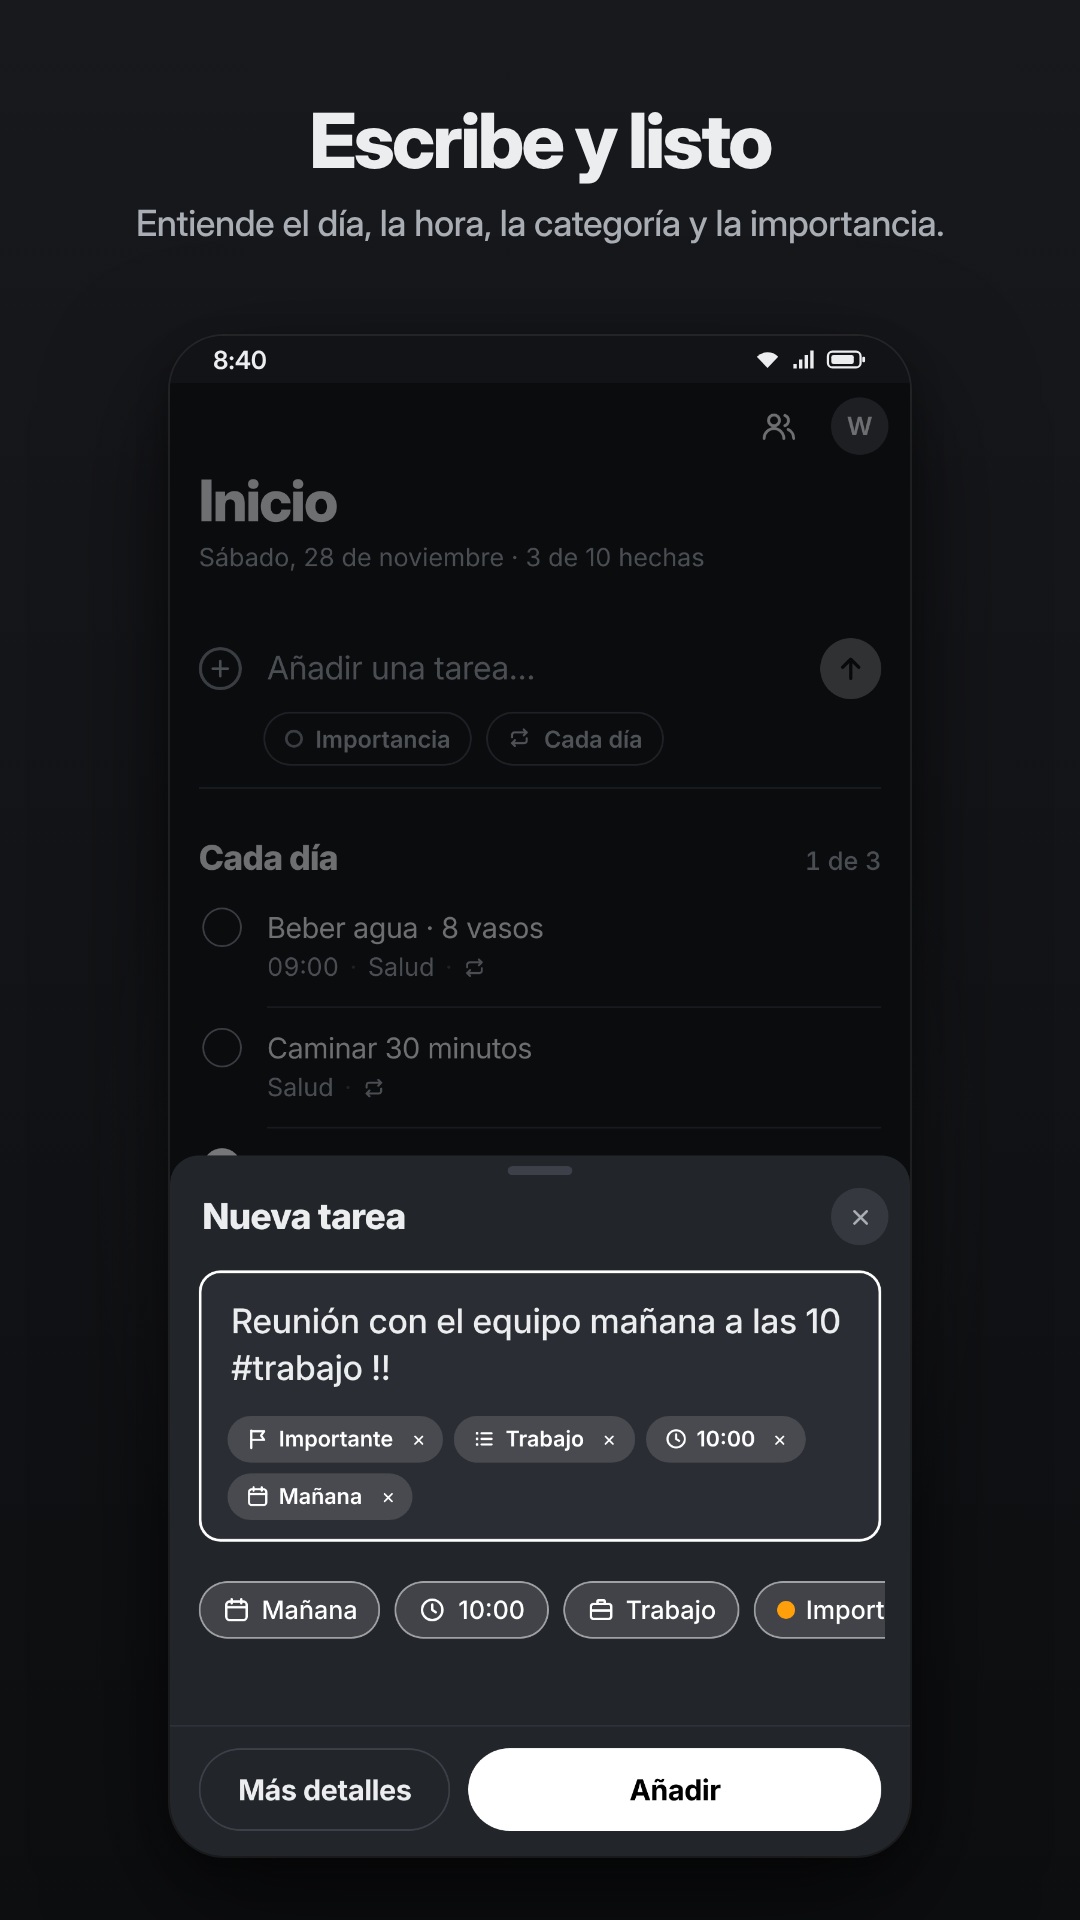 Escribe y listo
Entiende el día, la hora, la categoría y la importancia.
8:40
W
Inicio
Sábado, 28 de noviembre · 3 de 10 hechas
Añadir una tarea...
Importancia Cada día
Cada día 1 de 3
Beber agua · 8 vasos
09:00 · Salud ·
Caminar 30 minutos
Salud ·
Nueva tarea
Reunión con el equipo mañana a las 10
#trabajo !!
Importante × Trabajo × 10:00 ×
Mañana ×
Mañana 10:00 Trabajo Import
Más detalles Añadir